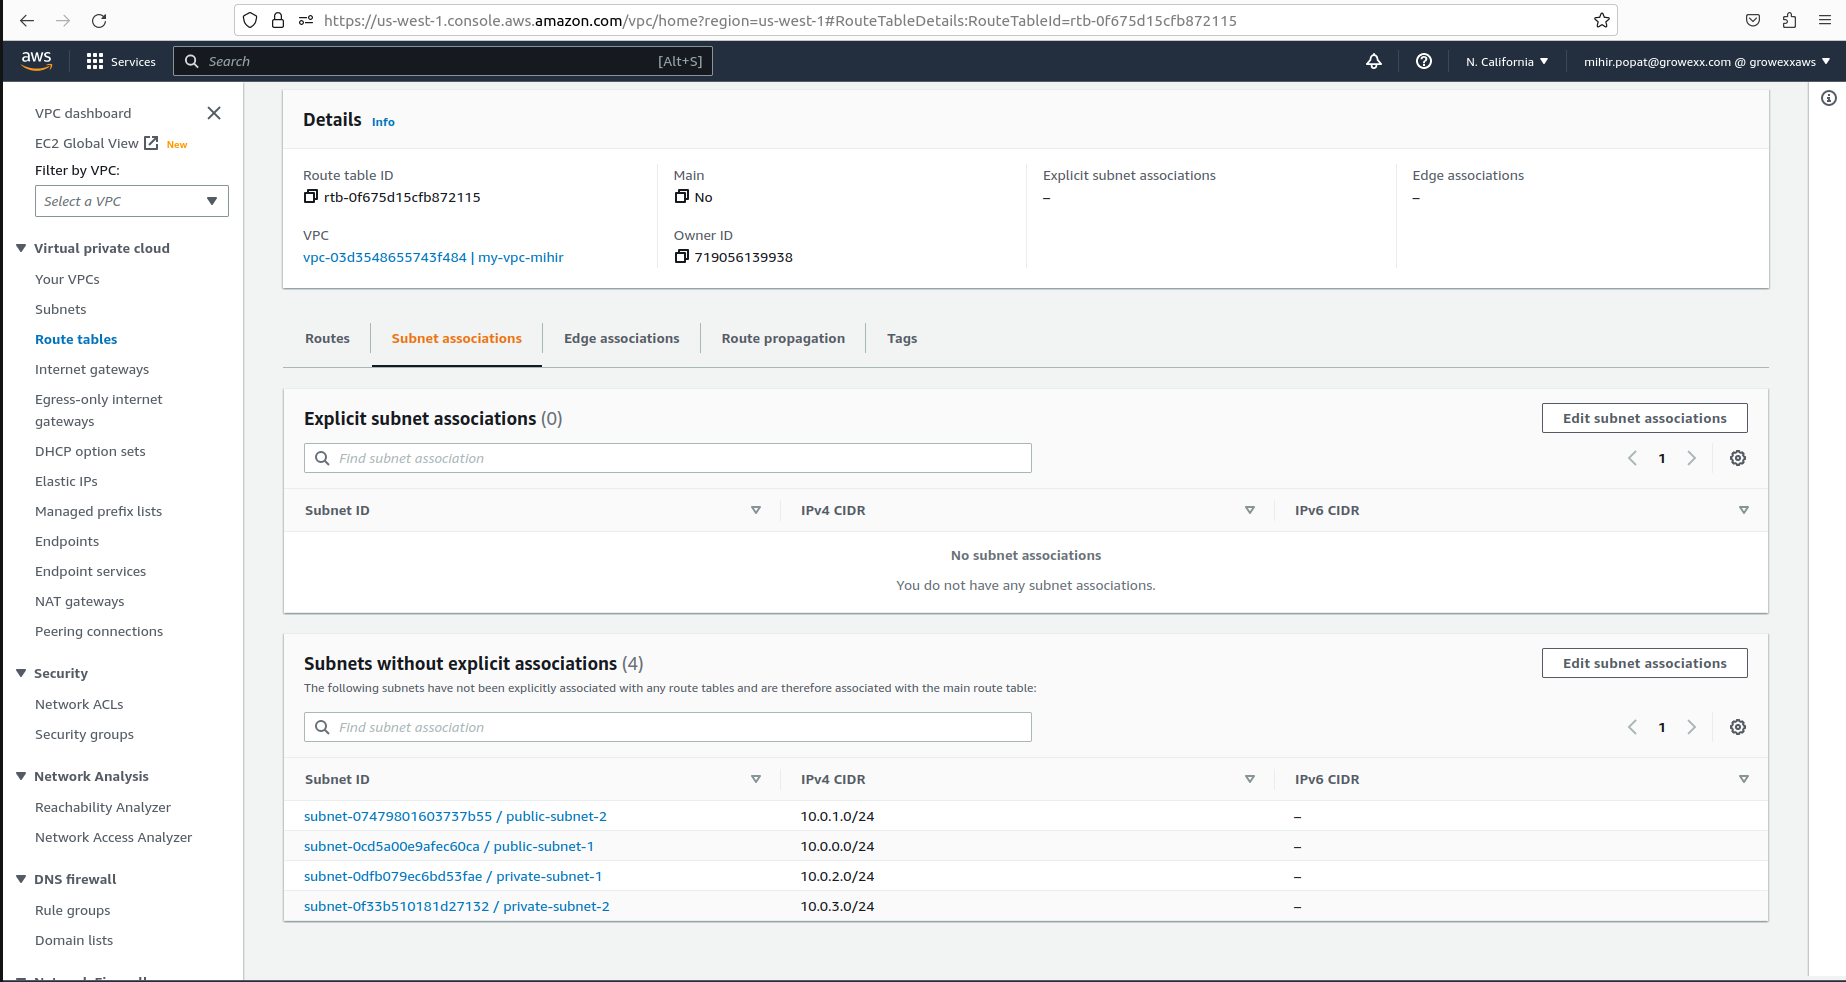 https://us-west-1.console.aws.amazon.com/vpc/home?region=us-west-1#RouteTableDetails:RouteTableId=rtb-0f675d15cfb872115
aws
Services
Search
[Alt+S]
N. California
mihir.popat@growexx.com @ growexxaws
VPC dashboard
EC2 Global View
New
Filter by VPC:
Select a VPC
Virtual private cloud
Your VPCs
Subnets
Route tables
Internet gateways
Egress-only internet
gateways
DHCP option sets
Elastic IPs
Managed prefix lists
Endpoints
Endpoint services
NAT gateways
Peering connections
Security
Network ACLs
Security groups
Network Analysis
Reachability Analyzer
Network Access Analyzer
DNS firewall
Rule groups
Domain lists
Details Info
Route table ID
rtb-0f675d15cfb872115
Main
No
Explicit subnet associations
–
Edge associations
–
VPC
vpc-03d3548655743f484 | my-vpc-mihir
Owner ID
719056139938
Routes
Subnet associations
Edge associations
Route propagation
Tags
Explicit subnet associations (0)
Edit subnet associations
Find subnet association
1
Subnet ID
IPv4 CIDR
IPv6 CIDR
No subnet associations
You do not have any subnet associations.
Subnets without explicit associations (4)
Edit subnet associations
The following subnets have not been explicitly associated with any route tables and are therefore associated with the main route table:
Find subnet association
1
Subnet ID
IPv4 CIDR
IPv6 CIDR
subnet-07479801603737b55 / public-subnet-2
10.0.1.0/24
–
subnet-0cd5a00e9afec60ca / public-subnet-1
10.0.0.0/24
–
subnet-0dfb079ec6bd53fae / private-subnet-1
10.0.2.0/24
–
subnet-0f33b510181d27132 / private-subnet-2
10.0.3.0/24
–